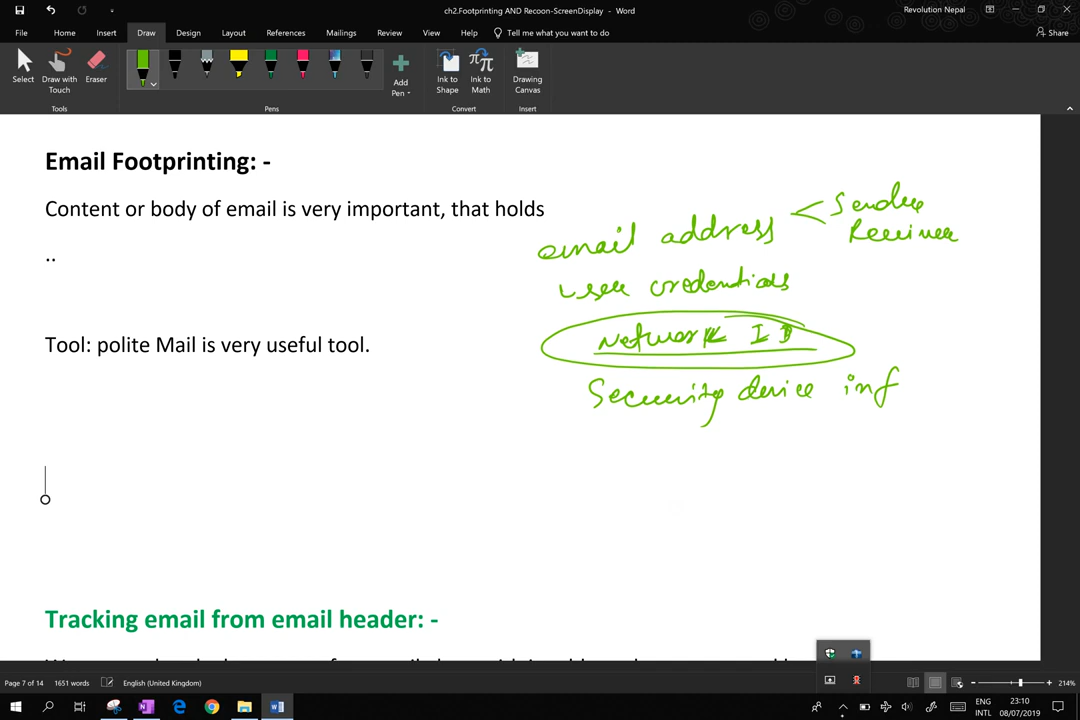 ch2.Footprinting AND Recoon-ScreenDisplay - Word
Revolution Nepal
File Home Insert Draw Design Layout References Mailings Review View Help Tell me what you want to do Share
Select
Draw with Touch
Eraser
Add Pen
Ink to Shape
Ink to Math
Drawing Canvas
Tools Pens Convert Insert
Email Footprinting: -
Content or body of email is very important, that holds
..
email address < Sender
Receiver
user credentials
Network ID
Security device inf
Tool: polite Mail is very useful tool.
Tracking email from email header: -
Page 7 of 14 1651 words English (United Kingdom) 214%
ENG 23:10
INTL 08/07/2019